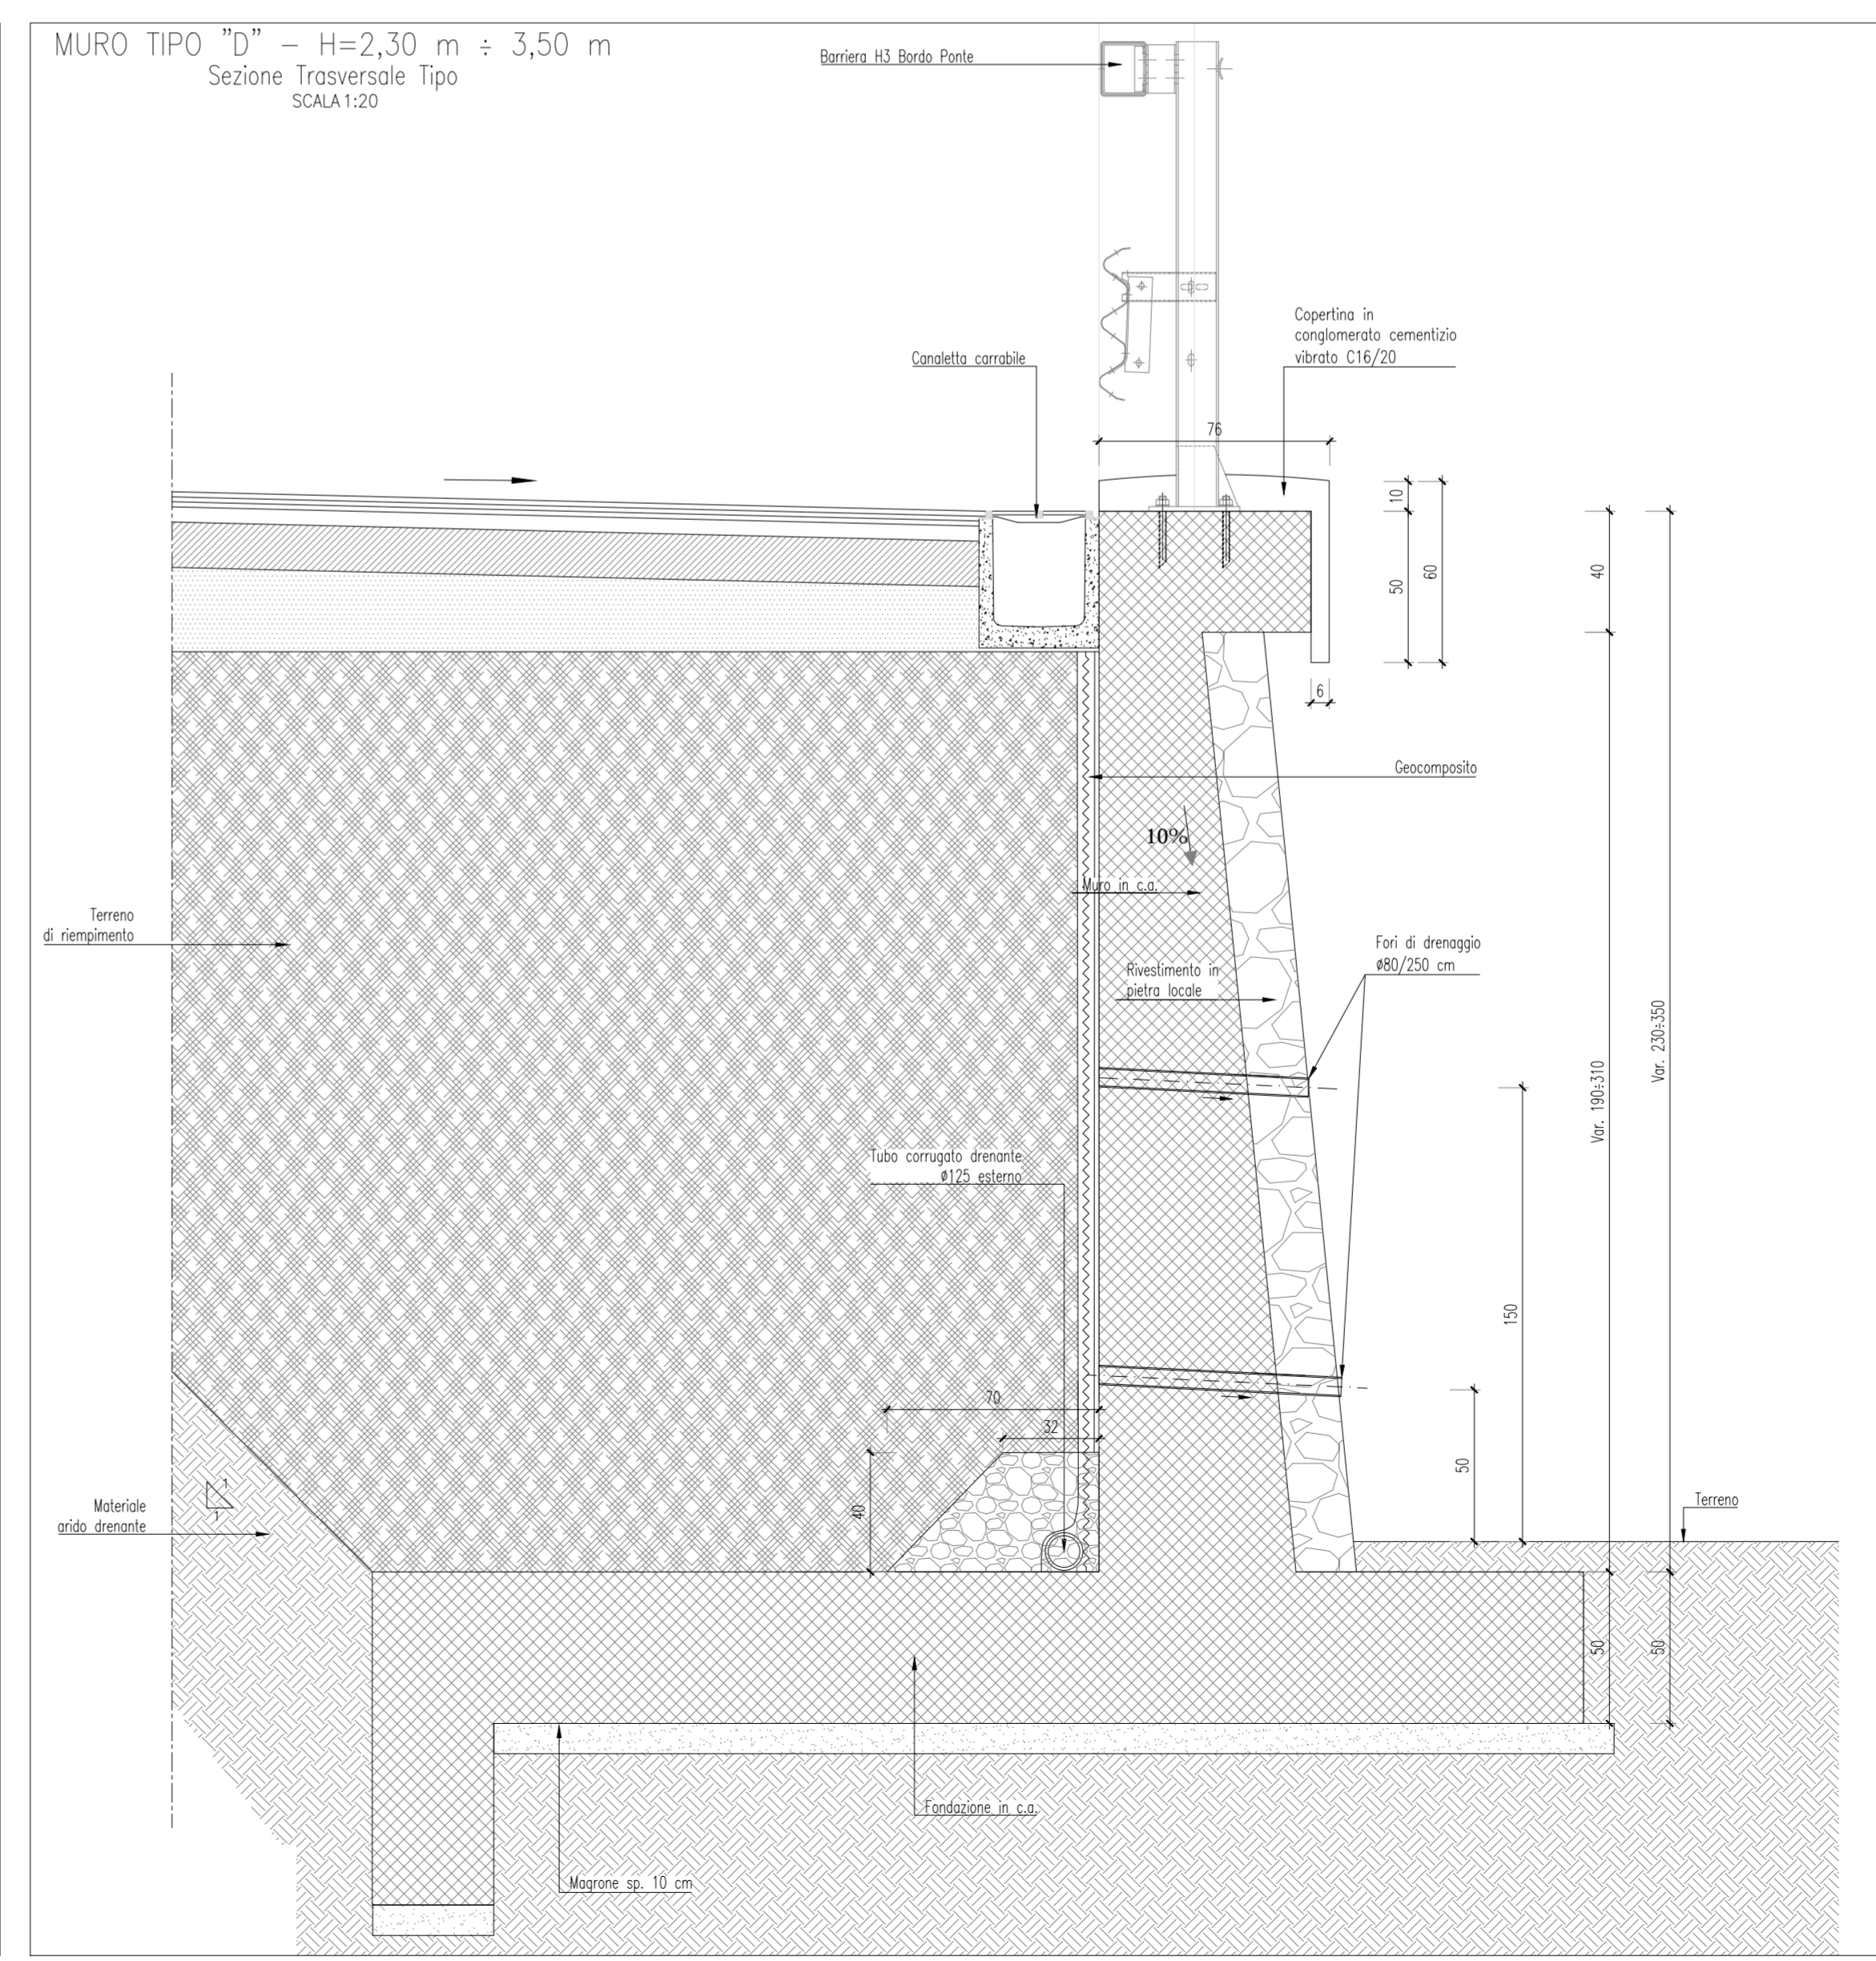 MURO TIPO "D" – H=2,30 m ÷ 3,50 m
Sezione Trasversale Tipo
SCALA 1:20
Barriera H3 Bordo Ponte
Copertina in
conglomerato cementizio
vibrato C16/20
Canaletta carrabile
76
10
50
60
40
6
Geocomposito
10%
Muro in c.a.
Terreno
di riempimento
Fori di drenaggio
ø80/250 cm
Rivestimento in
pietra locale
Var. 190÷310
Var. 230÷350
Tubo corrugato drenante
ø125 esterno
150
70
32
50
40
1
1
Materiale
arido drenante
Terreno
50
50
Fondazione in c.a.
Magrone sp. 10 cm